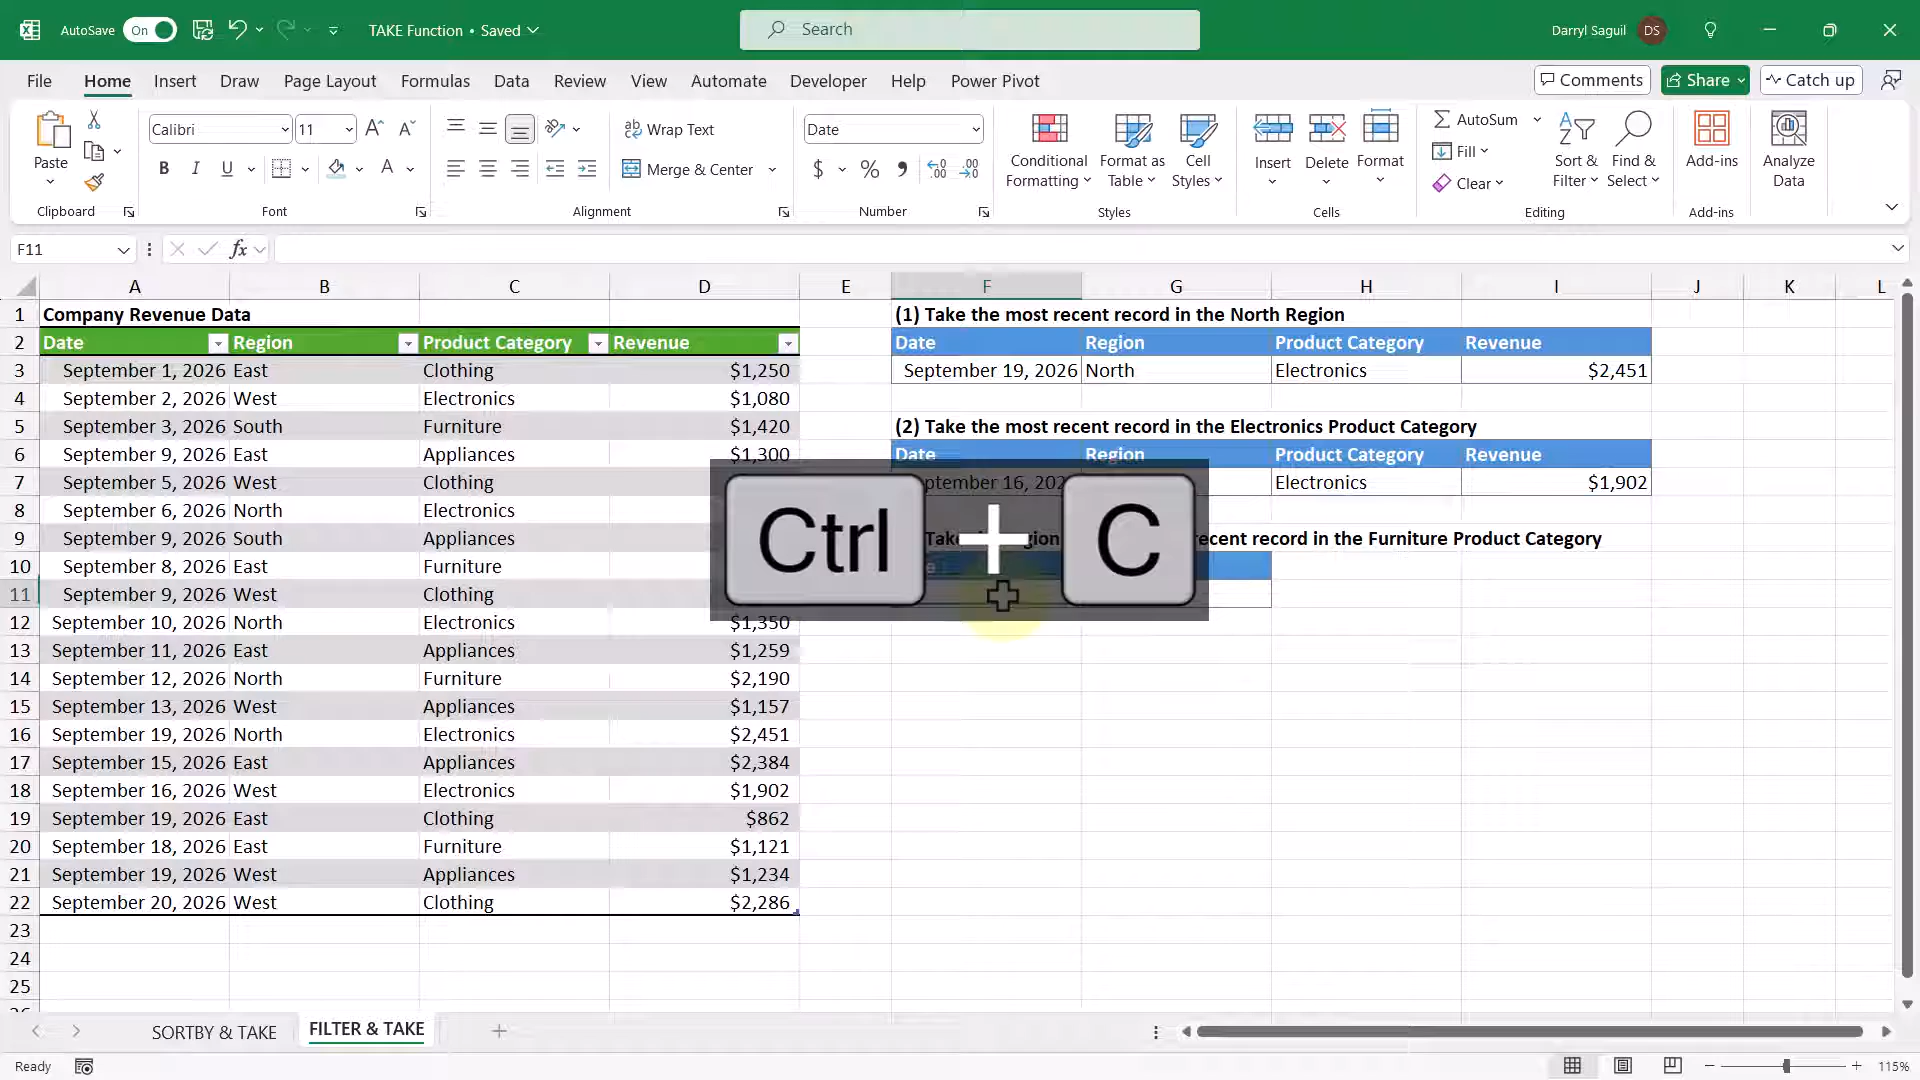 AutoSave On TAKE Function • Saved Search Darryl Saguil DS
File Home Insert Draw Page Layout Formulas Data Review View Automate Developer Help Power Pivot Comments Share Catch up
Paste
Clipboard
Calibri 11
B I U A
Font
Wrap Text
Merge & Center
Alignment
Date
$ % 9
Number
Conditional Formatting
Format as Table
Cell Styles
Styles
Insert Delete Format
Cells
AutoSum
Fill
Clear
Sort & Filter
Find & Select
Editing
Add-ins
Add-ins
Analyze Data
F11 fx
A B C D E F G H I J K L
1 Company Revenue Data (1) Take the most recent record in the North Region
2 Date Region Product Category Revenue Date Region Product Category Revenue
3 September 1, 2026 East Clothing $1,250 September 19, 2026 North Electronics $2,451
4 September 2, 2026 West Electronics $1,080
5 September 3, 2026 South Furniture $1,420 (2) Take the most recent record in the Electronics Product Category
6 September 9, 2026 East Appliances $1,300 Date Region Product Category Revenue
7 September 5, 2026 West Clothing ptember 16, 202 Electronics $1,902
8 September 6, 2026 North Electronics
9 September 9, 2026 South Appliances Take egion ecent record in the Furniture Product Category
10 September 8, 2026 East Furniture
11 September 9, 2026 West Clothing
Ctrl + C
12 September 10, 2026 North Electronics $1,350
13 September 11, 2026 East Appliances $1,259
14 September 12, 2026 North Furniture $2,190
15 September 13, 2026 West Appliances $1,157
16 September 19, 2026 North Electronics $2,451
17 September 15, 2026 East Appliances $2,384
18 September 16, 2026 West Electronics $1,902
19 September 19, 2026 East Clothing $862
20 September 18, 2026 East Furniture $1,121
21 September 19, 2026 West Appliances $1,234
22 September 20, 2026 West Clothing $2,286
23
24
25
SORTBY & TAKE FILTER & TAKE
Ready 115%